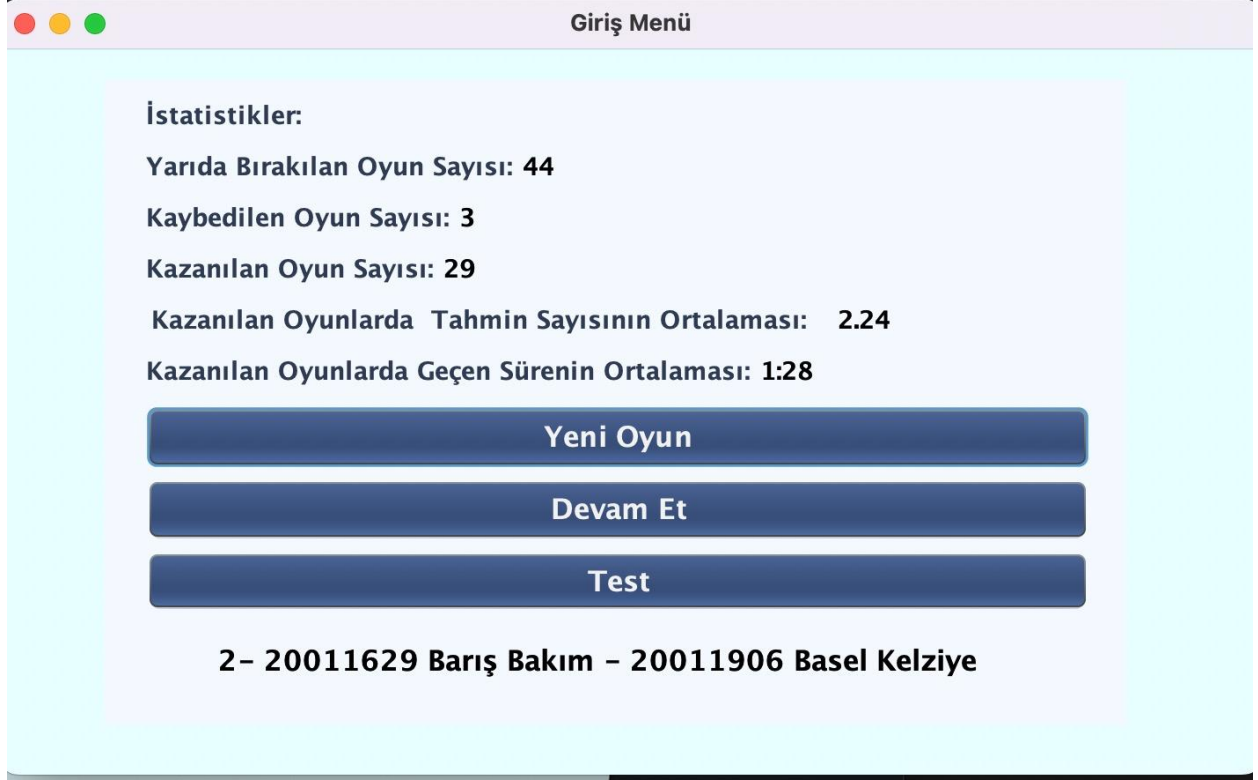 Giriş Menü
İstatistikler:
Yarıda Bırakılan Oyun Sayısı: 44
Kaybedilen Oyun Sayısı: 3
Kazanılan Oyun Sayısı: 29
Kazanılan Oyunlarda Tahmin Sayısının Ortalaması: 2.24
Kazanılan Oyunlarda Geçen Sürenin Ortalaması: 1:28
Yeni Oyun
Devam Et
Test
2- 20011629 Barış Bakım - 20011906 Basel Kelziye